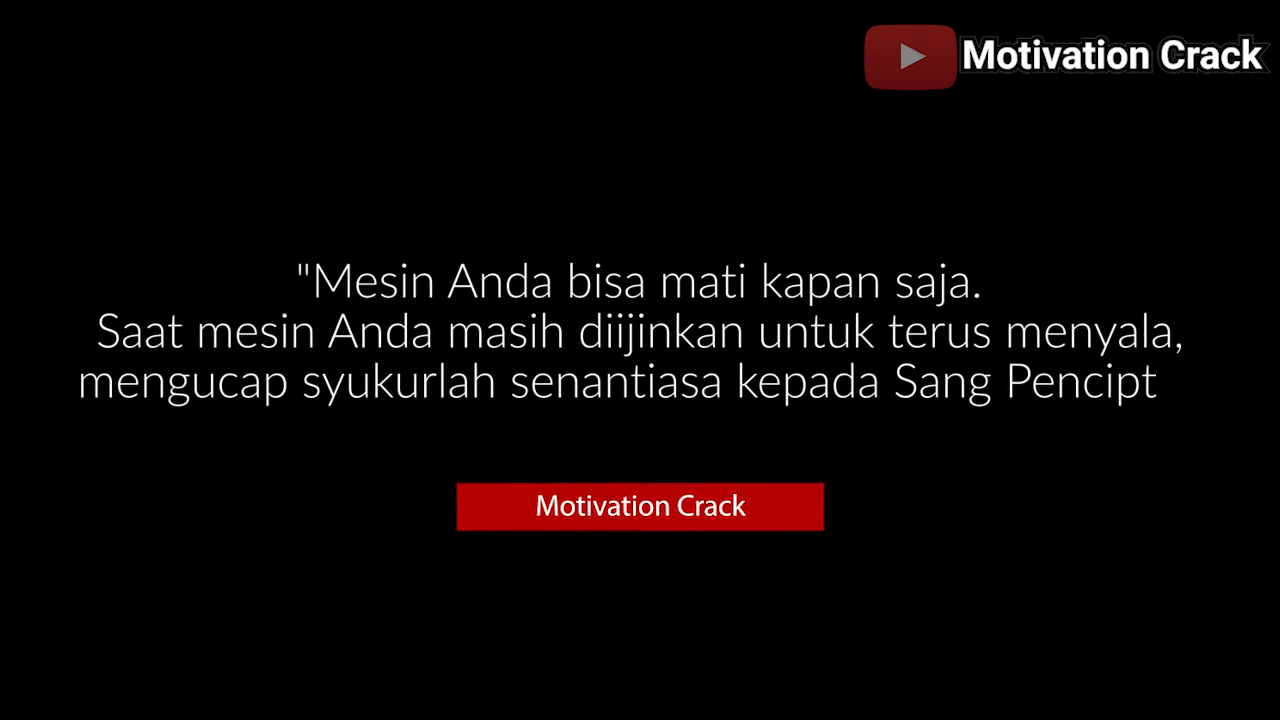 Motivation Crack
"Mesin Anda bisa mati kapan saja.
Saat mesin Anda masih diijinkan untuk terus menyala,
mengucap syukurlah senantiasa kepada Sang Pencipt
Motivation Crack